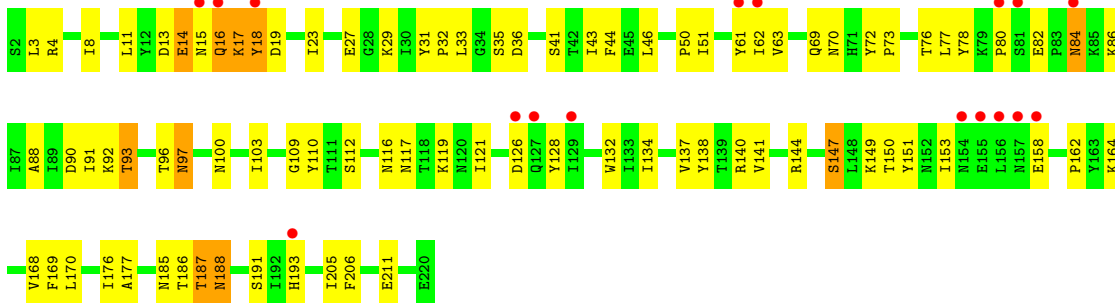 S2 L3 R4 I8 L11 Y12 D13 E14 N15 Q16 K17 Y18 D19 I23 E27 G28 K29 I30 Y31 P32 L33 G34 S35 D36 S41 T42 I43 F44 E45 L46 P50 I51 Y61 I62 V63 Q69 N70 H71 Y72 P73 T76 L77 Y78 K79 P80 S81 E82 P83 N84 K85 K86
I87 A88 I89 D90 I91 K92 T93 T96 N97 N100 I103 G109 Y110 T111 S112 N116 N117 T118 K119 N120 I121 D126 Q127 Y128 I129 W132 I133 I134 V137 Y138 T139 R140 V141 R144 S147 L148 K149 T150 Y151 N152 I153 N154 E155 L156 N157 E158 P162 Y163 K164
V168 F169 L170 I176 A177 N185 T186 T187 N188 S191 I192 H193 I205 F206 E211 E220